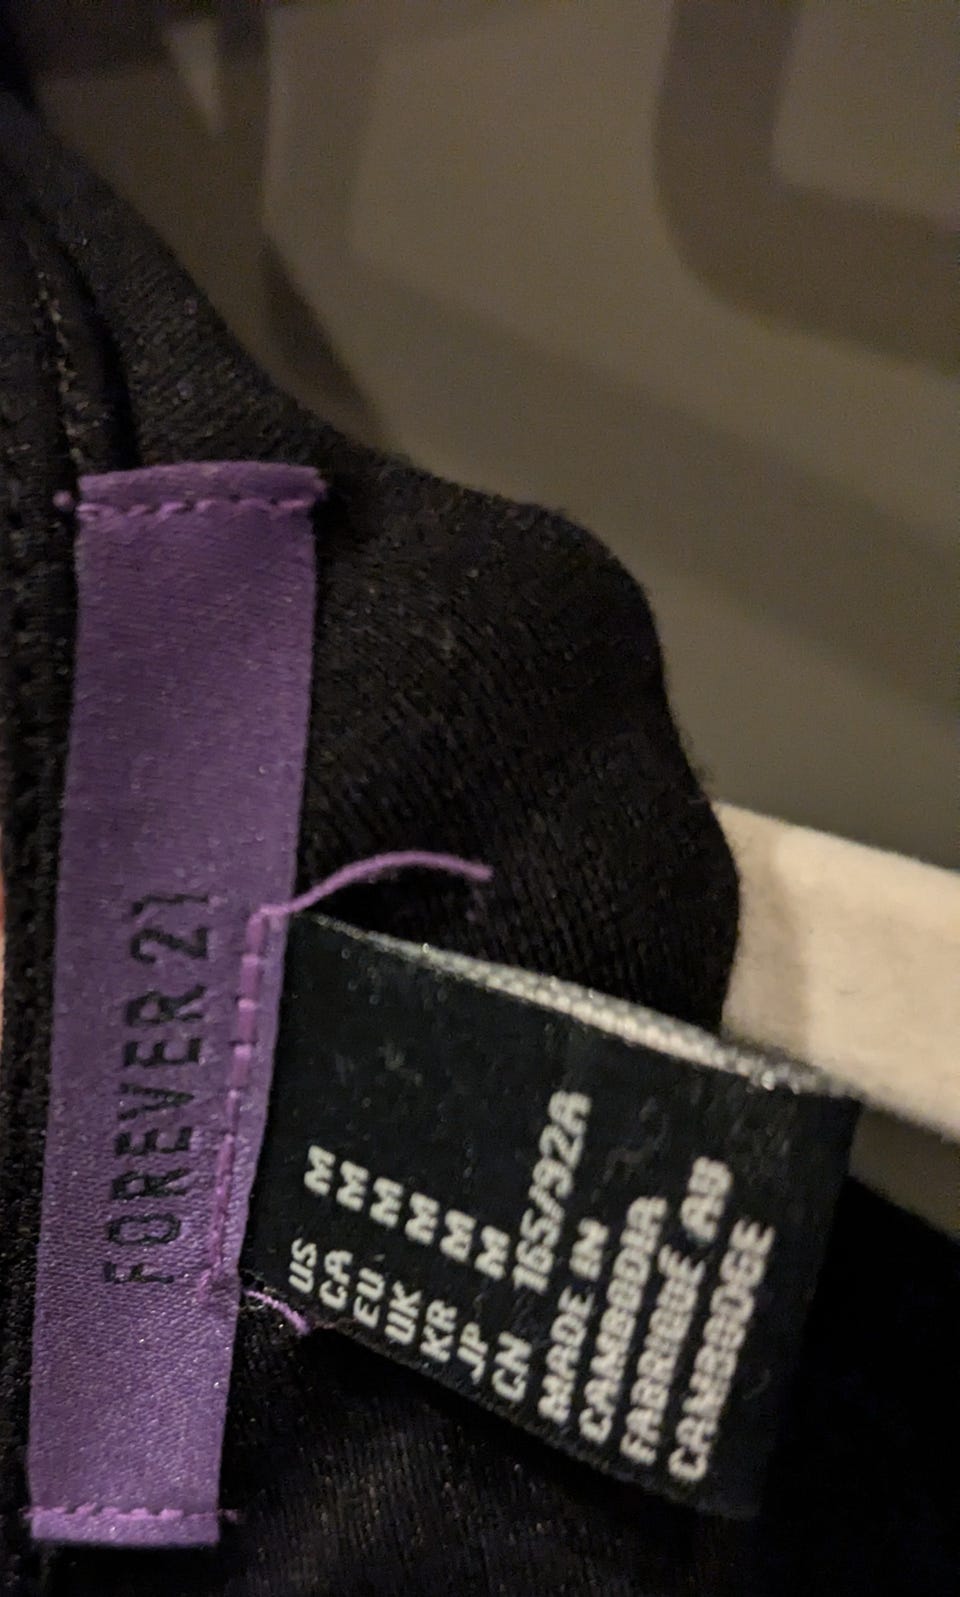 FOREVER 21
US M
CA M
EU M
UK M
KR M
JP M
CN 165/92A
MADE IN
CAMBODIA
FABRIQUÉ AU
CAMBODGE